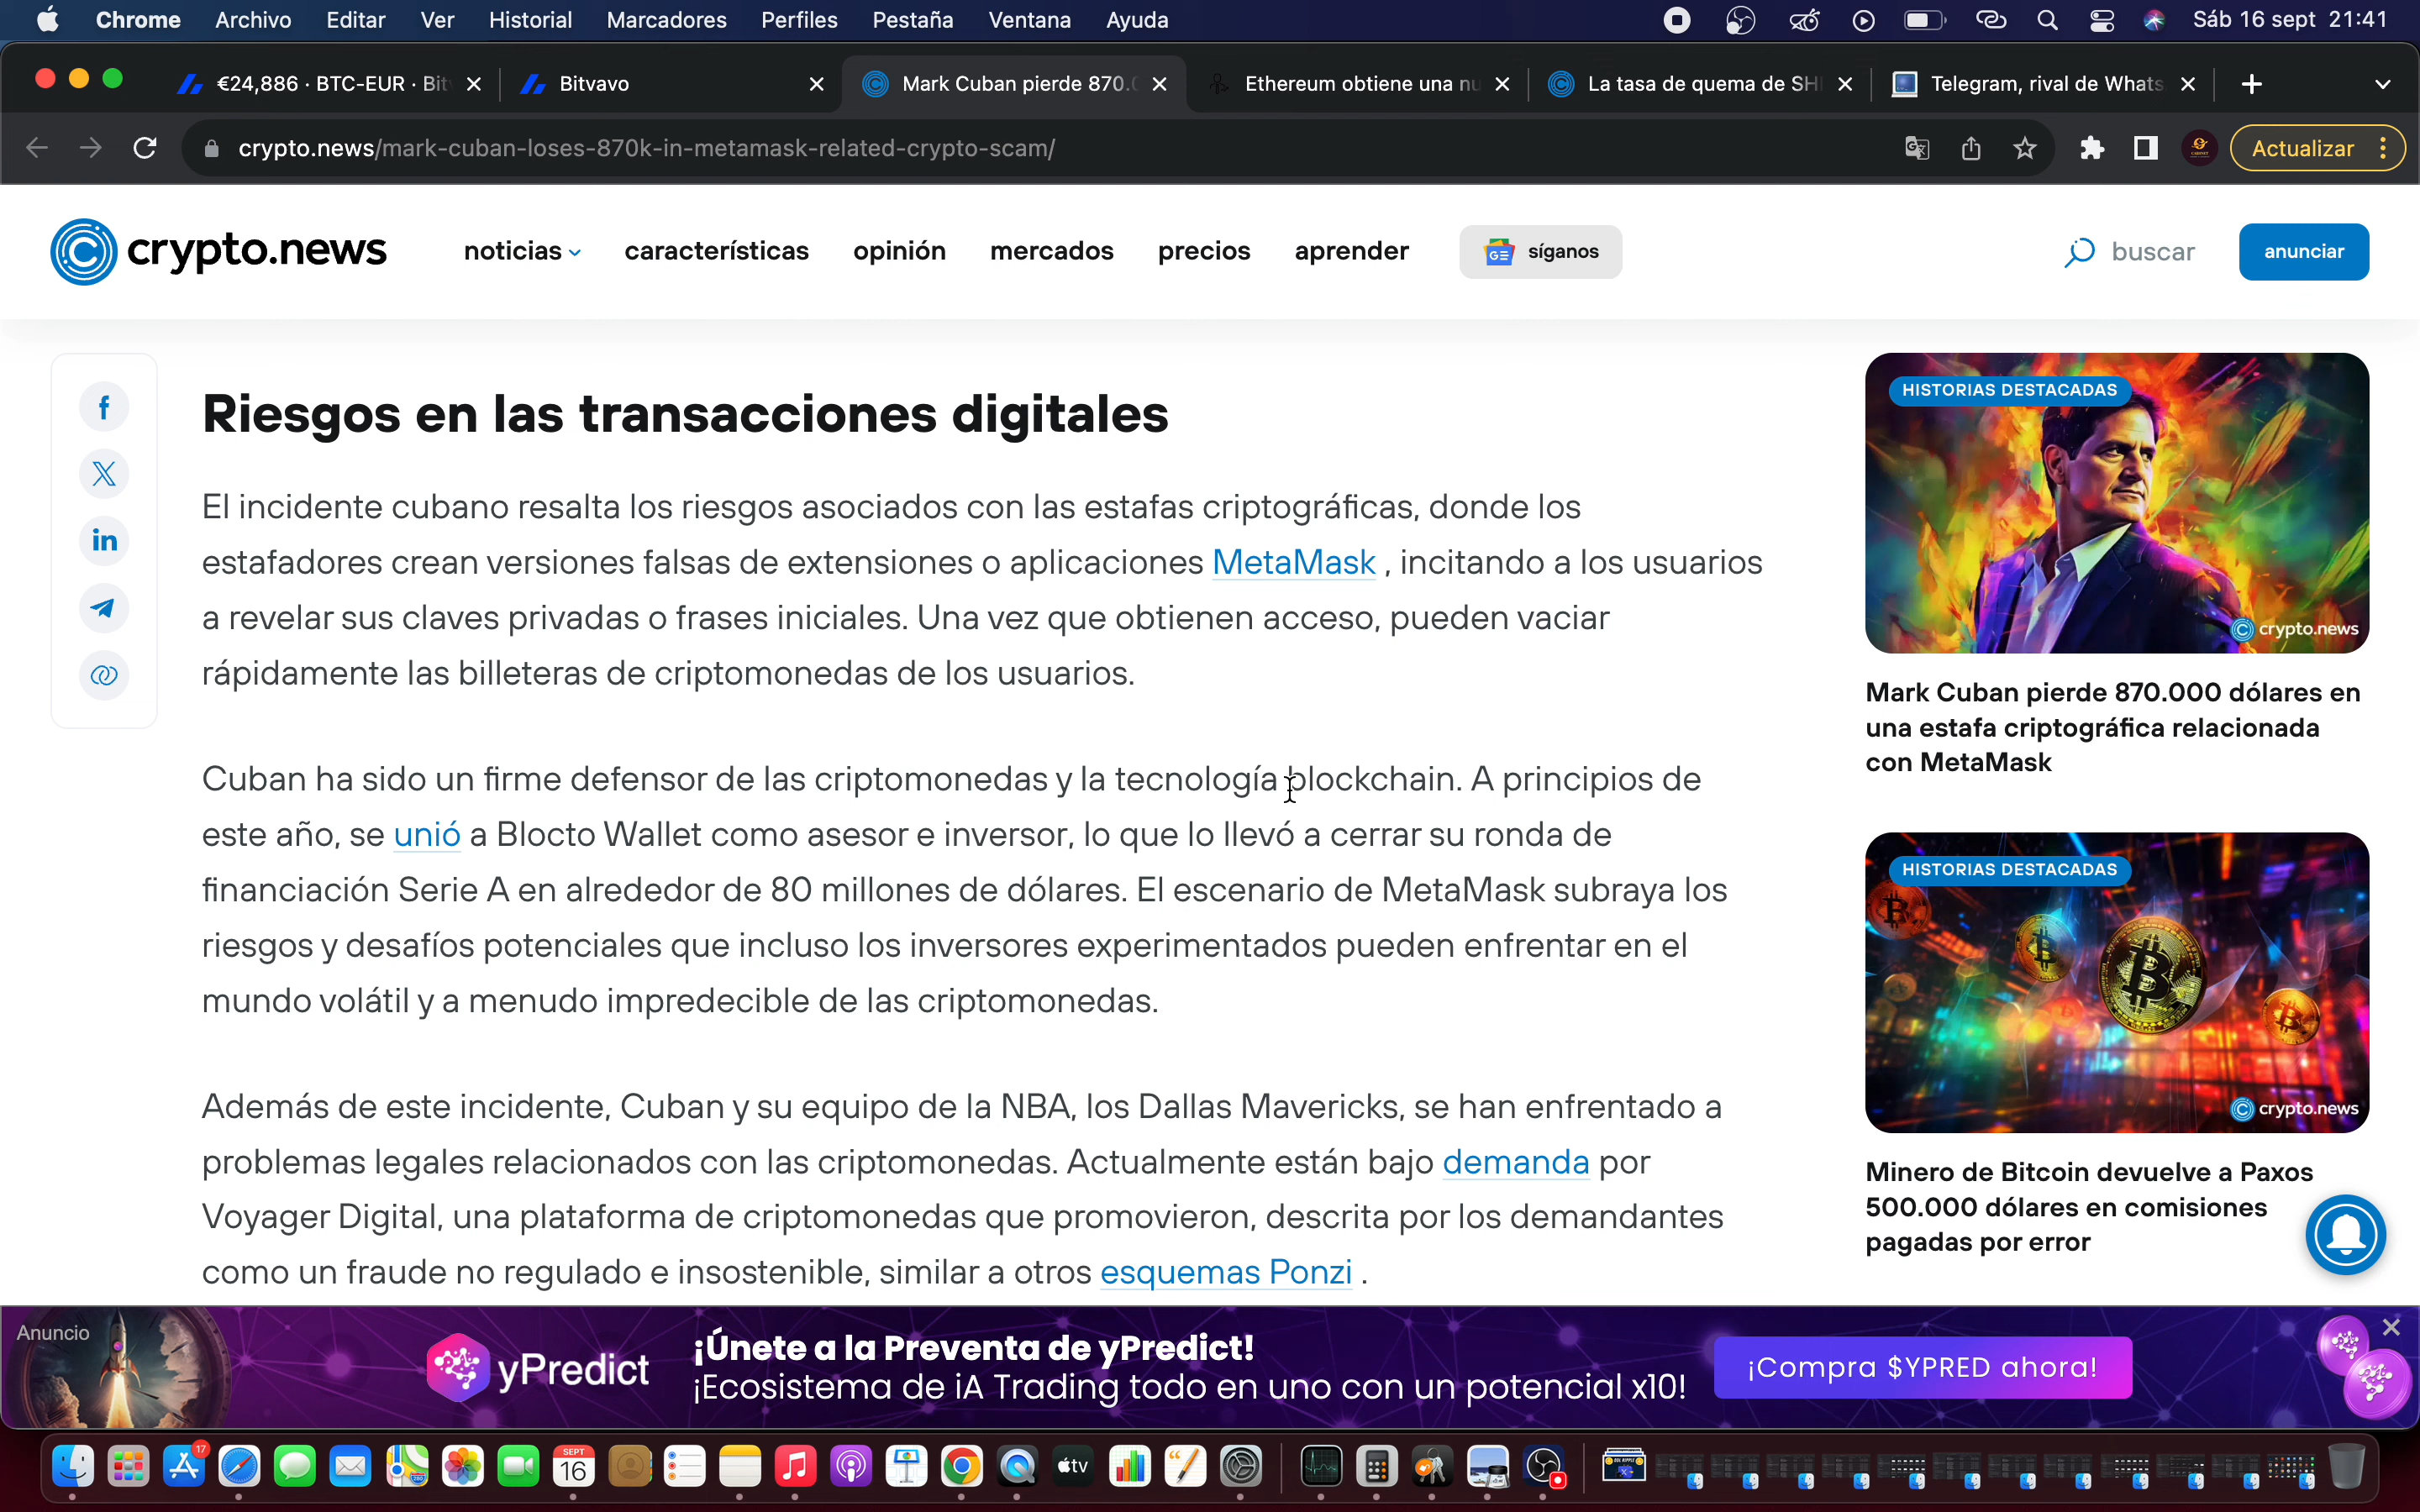 Chrome Archivo Editar Ver Historial Marcadores Perfiles Pestaña Ventana Ayuda Sáb 16 sept 21:41
€24,886 · BTC-EUR · Bitv Bitvavo Mark Cuban pierde 870.0 Ethereum obtiene una nu La tasa de quema de SHI Telegram, rival de Whats
crypto.news/mark-cuban-loses-870k-in-metamask-related-crypto-scam/ Actualizar
crypto.news noticias características opinión mercados precios aprender GE síganos buscar anunciar
Riesgos en las transacciones digitales
El incidente cubano resalta los riesgos asociados con las estafas criptográficas, donde los
estafadores crean versiones falsas de extensiones o aplicaciones MetaMask , incitando a los usuarios
a revelar sus claves privadas o frases iniciales. Una vez que obtienen acceso, pueden vaciar
rápidamente las billeteras de criptomonedas de los usuarios.
Cuban ha sido un firme defensor de las criptomonedas y la tecnología blockchain. A principios de
este año, se unió a Blocto Wallet como asesor e inversor, lo que lo llevó a cerrar su ronda de
financiación Serie A en alrededor de 80 millones de dólares. El escenario de MetaMask subraya los
riesgos y desafíos potenciales que incluso los inversores experimentados pueden enfrentar en el
mundo volátil y a menudo impredecible de las criptomonedas.
Además de este incidente, Cuban y su equipo de la NBA, los Dallas Mavericks, se han enfrentado a
problemas legales relacionados con las criptomonedas. Actualmente están bajo demanda por
Voyager Digital, una plataforma de criptomonedas que promovieron, descrita por los demandantes
como un fraude no regulado e insostenible, similar a otros esquemas Ponzi .
HISTORIAS DESTACADAS
crypto.news
Mark Cuban pierde 870.000 dólares en
una estafa criptográfica relacionada
con MetaMask
HISTORIAS DESTACADAS
crypto.news
Minero de Bitcoin devuelve a Paxos
500.000 dólares en comisiones
pagadas por error
Anuncio
yPredict
¡Únete a la Preventa de yPredict!
¡Ecosistema de iA Trading todo en uno con un potencial x10!
¡Compra $YPRED ahora!
17
SEPT
16
tv